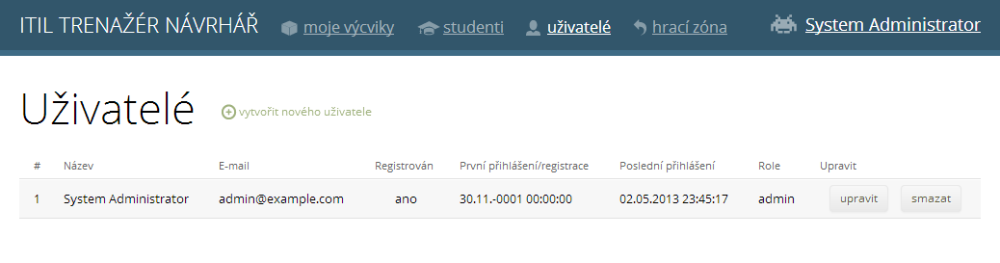 ITIL TRENAŽÉR NÁVRHÁŘ moje výcviky studenti uživatelé hrací zóna System Administrator
Uživatelé vytvořit nového uživatele
# Název E-mail Registrován První přihlášení/registrace Poslední přihlášení Role Upravit
1 System Administrator admin@example.com ano 30.11.-0001 00:00:00 02.05.2013 23:45:17 admin upravit smazat